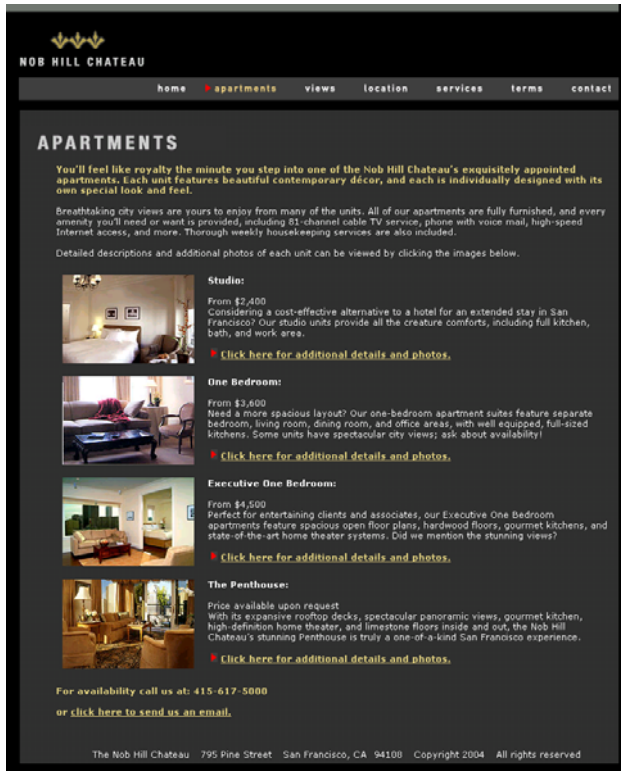 NOB HILL CHATEAU
home apartments views location services terms contact
APARTMENTS
You'll feel like royalty the minute you step into one of the Nob Hill Chateau's exquisitely appointed
apartments. Each unit features beautiful contemporary décor, and each is individually designed with its
own special look and feel.
Breathtaking city views are yours to enjoy from many of the units. All of our apartments are fully furnished, and every
amenity you'll need or want is provided, including 81-channel cable TV service, phone with voice mail, high-speed
Internet access, and more. Thorough weekly housekeeping services are also included.
Detailed descriptions and additional photos of each unit can be viewed by clicking the images below.
Studio:
From $2,400
Considering a cost-effective alternative to a hotel for an extended stay in San
Francisco? Our studio units provide all the creature comforts, including full kitchen,
bath, and work area.
Click here for additional details and photos.
One Bedroom:
From $3,600
Need a more spacious layout? Our one-bedroom apartment suites feature separate
bedroom, living room, dining room, and office areas, with well equipped, full-sized
kitchens. Some units have spectacular city views; ask about availability!
Click here for additional details and photos.
Executive One Bedroom:
From $4,500
Perfect for entertaining clients and associates, our Executive One Bedroom
apartments feature spacious open floor plans, hardwood floors, gourmet kitchens, and
state-of-the-art home theater systems. Did we mention the stunning views?
Click here for additional details and photos.
The Penthouse:
Price available upon request
With its expansive rooftop decks, spectacular panoramic views, gourmet kitchen,
high-definition home theater, and limestone floors inside and out, the Nob Hill
Chateau's stunning Penthouse is truly a one-of-a-kind San Francisco experience.
Click here for additional details and photos.
For availability call us at: 415-617-5000
or click here to send us an email.
The Nob Hill Chateau 795 Pine Street San Francisco, CA 94108 Copyright 2004 All rights reserved